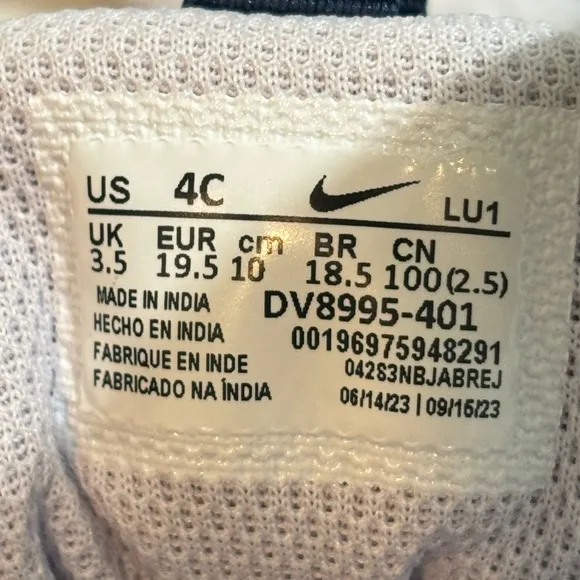 US 4C LU1
UK EUR cm BR CN
3.5 19.5 10 18.5 100 (2.5)
MADE IN INDIA DV8995-401
HECHO EN INDIA 00196975948291
FABRIQUE EN INDE 042S3NBJABREJ
FABRICADO NA ÍNDIA 06/14/23 | 09/15/23